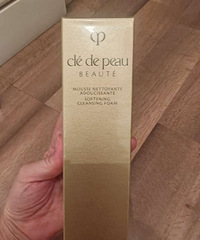 clé de peau
BEAUTÉ
MOUSSE NETTOYANTE
ADOUCISSANTE
SOFTENING
CLEANSING FOAM